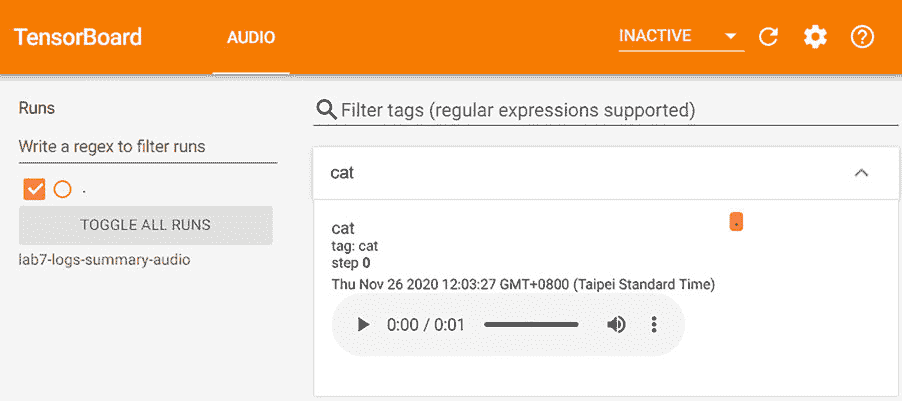 TensorBoard
AUDIO
INACTIVE
Runs
Write a regex to filter runs
.
TOGGLE ALL RUNS
lab7-logs-summary-audio
Filter tags (regular expressions supported)
cat
cat
.
tag: cat
step 0
Thu Nov 26 2020 12:03:27 GMT+0800 (Taipei Standard Time)
0:00 / 0:01